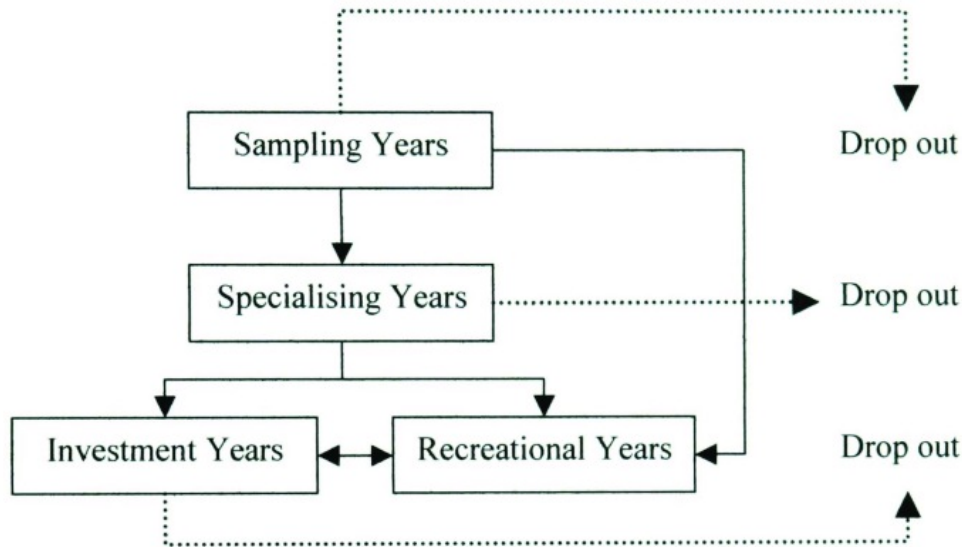 Sampling Years
Drop out
Specialising Years
Drop out
Investment Years
Recreational Years
Drop out